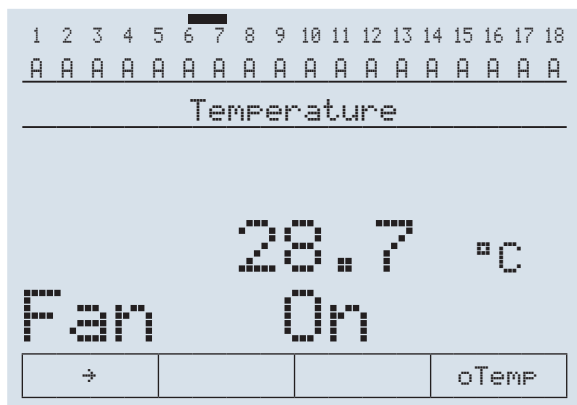 1 2 3 4 5 6 7 8 9 10 11 12 13 14 15 16 17 18
A A A A A A A A A A A A A A A A A A
Temperature
28.7 °C
Fan On
→ oTemp